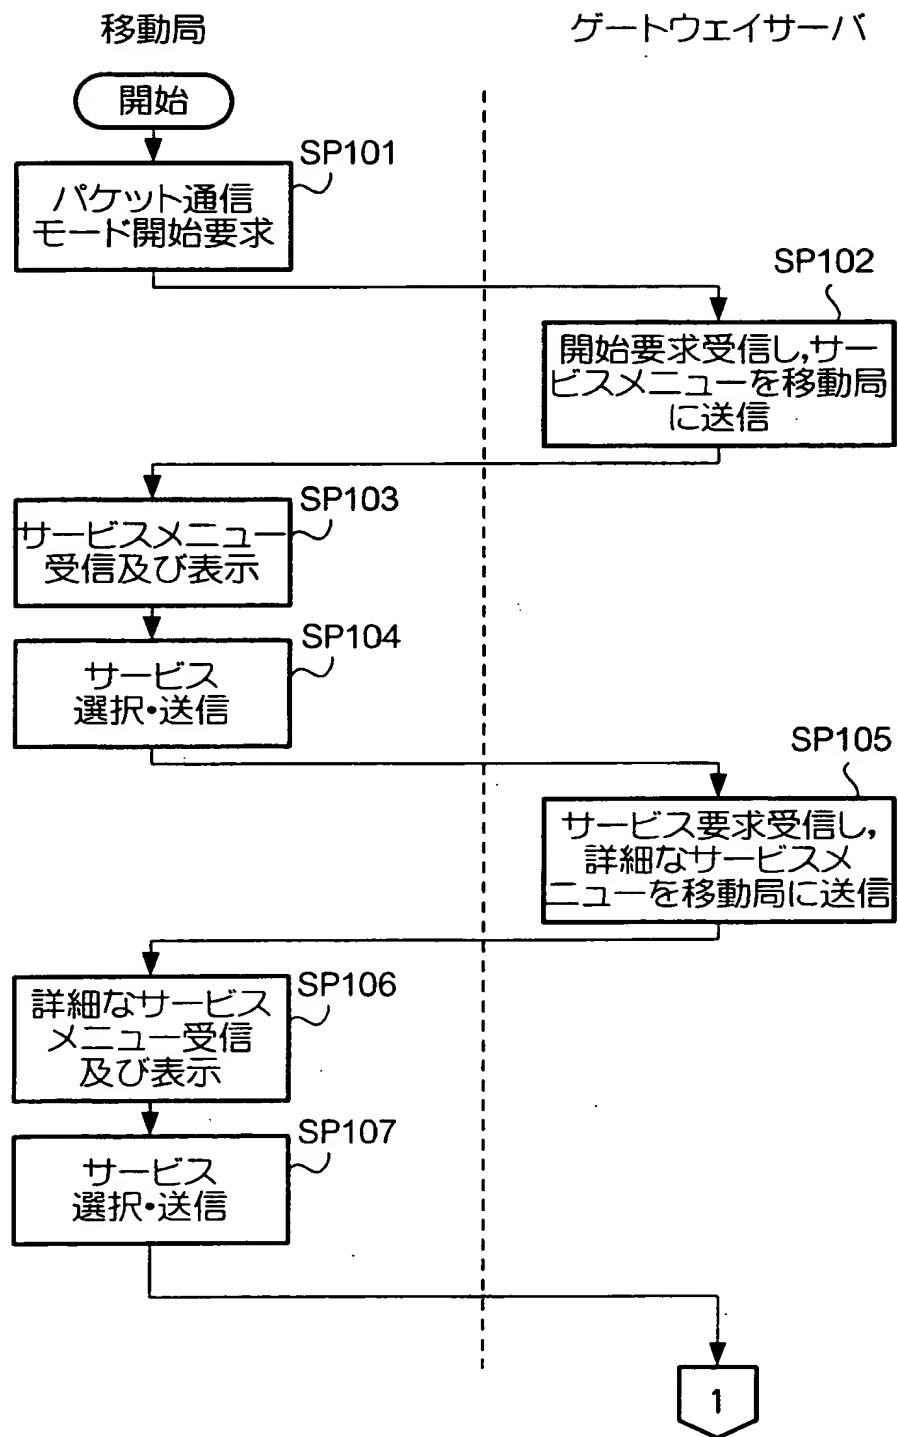 移動局
ゲートウェイサーバ
開始
SP101
パケット通信
モード開始要求
SP102
開始要求受信し,サー
ビスメニューを移動局
に送信
SP103
サービスメニュー
受信及び表示
SP104
サービス
選択・送信
SP105
サービス要求受信し,
詳細なサービスメ
ニューを移動局に送信
SP106
詳細なサービス
メニュー受信
及び表示
SP107
サービス
選択・送信
1